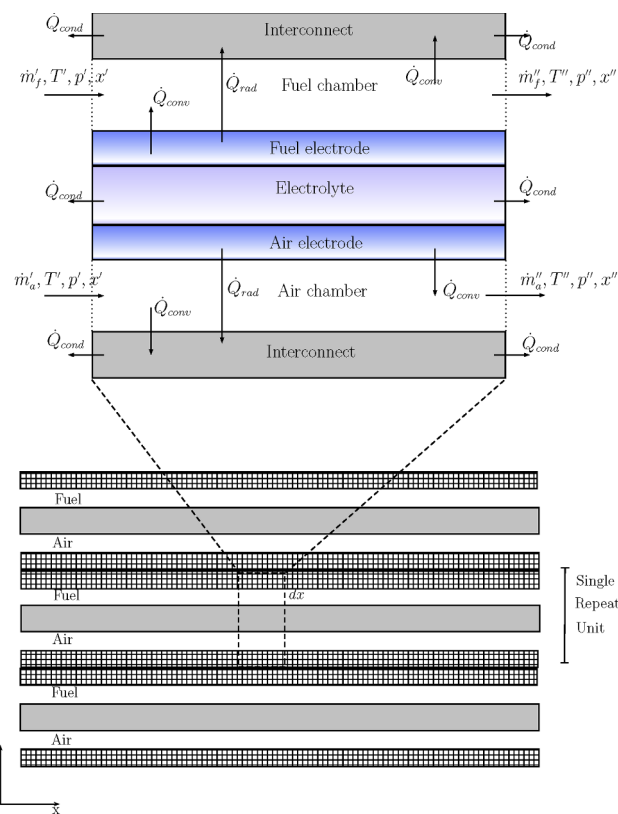 Q̇cond
Interconnect
Q̇cond
ṁ′f, T′, p′, x′
Q̇rad
Fuel chamber
Q̇conv
ṁ″f, T″, p″, x″
Q̇conv
Fuel electrode
Q̇cond
Electrolyte
Q̇cond
Air electrode
ṁ′a, T′, p′, x′
Q̇rad
Air chamber
Q̇conv
ṁ″a, T″, p″, x″
Q̇conv
Q̇cond
Interconnect
Q̇cond
Fuel
Air
Fuel
dx
Single
Repeat
Unit
Air
Fuel
Air
x